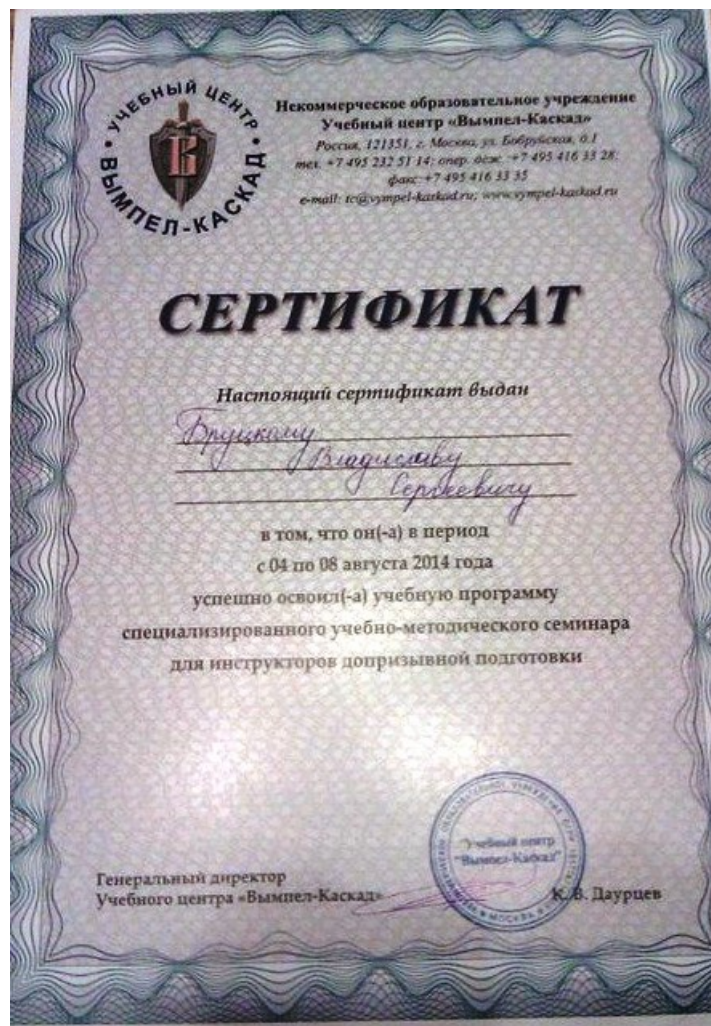 • УЧЕБНЫЙ ЦЕНТР •
ВЫМПЕЛ-КАСКАД
В
Некоммерческое образовательное учреждение
Учебный центр «Вымпел-Каскад»
Россия, 121351, г. Москва, ул. Бобруйская, д.1
тел. +7 495 232 51 14; опер. деж. +7 495 416 33 28;
факс: +7 495 416 33 35
e-mail: tc@vympel-kaskad.ru; www.vympel-kaskad.ru
СЕРТИФИКАТ
Настоящий сертификат выдан
Бруцкому
Владиславу
Сергеевичу
в том, что он(-а) в период
с 04 по 08 августа 2014 года
успешно освоил(-а) учебную программу
специализированного учебно-методического семинара
для инструкторов допризывной подготовки
"Учебный центр
"Вымпел-Каскад"
МОСКВА
Генеральный директор
Учебного центра «Вымпел-Каскад»
К. В. Даурцев